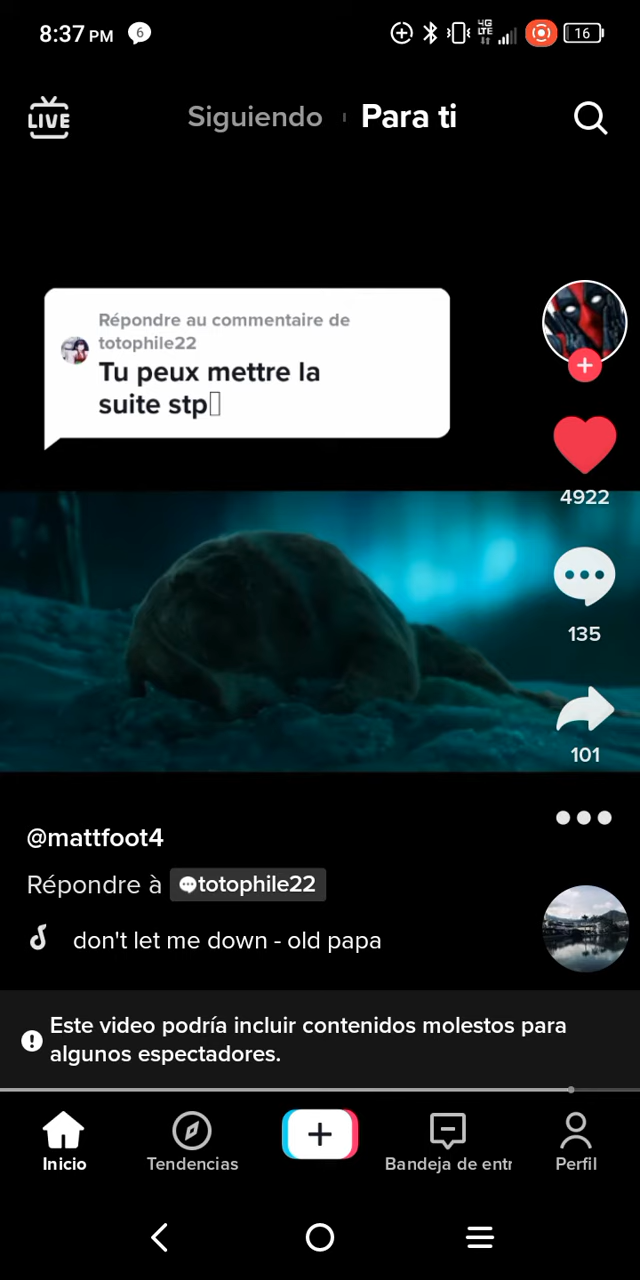 8:37 PM 6 4G LTE 16
LIVE Siguiendo Para ti
Répondre au commentaire de
totophile22
Tu peux mettre la
suite stp
4922
135
101
@mattfoot4
Répondre à totophile22
don't let me down - old papa
Este video podría incluir contenidos molestos para
algunos espectadores.
Inicio Tendencias Bandeja de entr Perfil